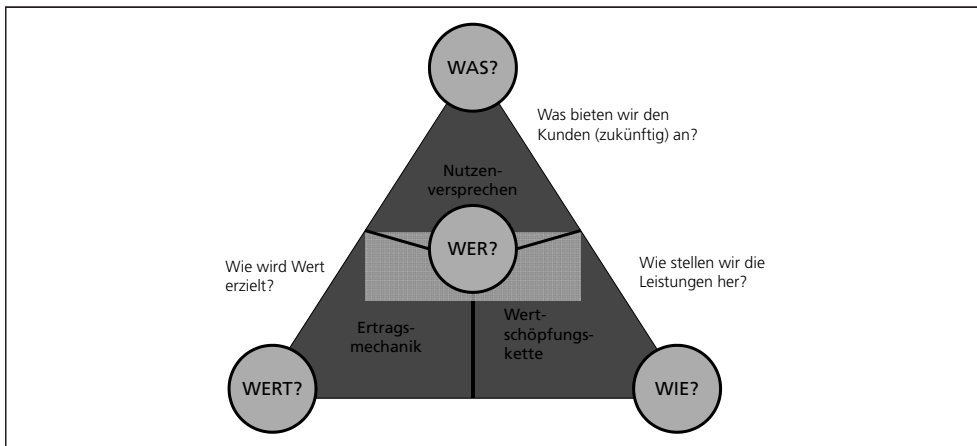 WAS?
Was bieten wir den
Kunden (zukünftig) an?
Nutzen-
versprechen
WER?
Wie wird Wert
erzielt?
Wie stellen wir die
Leistungen her?
Ertrags-
mechanik
Wert-
schöpfungs-
kette
WERT?
WIE?